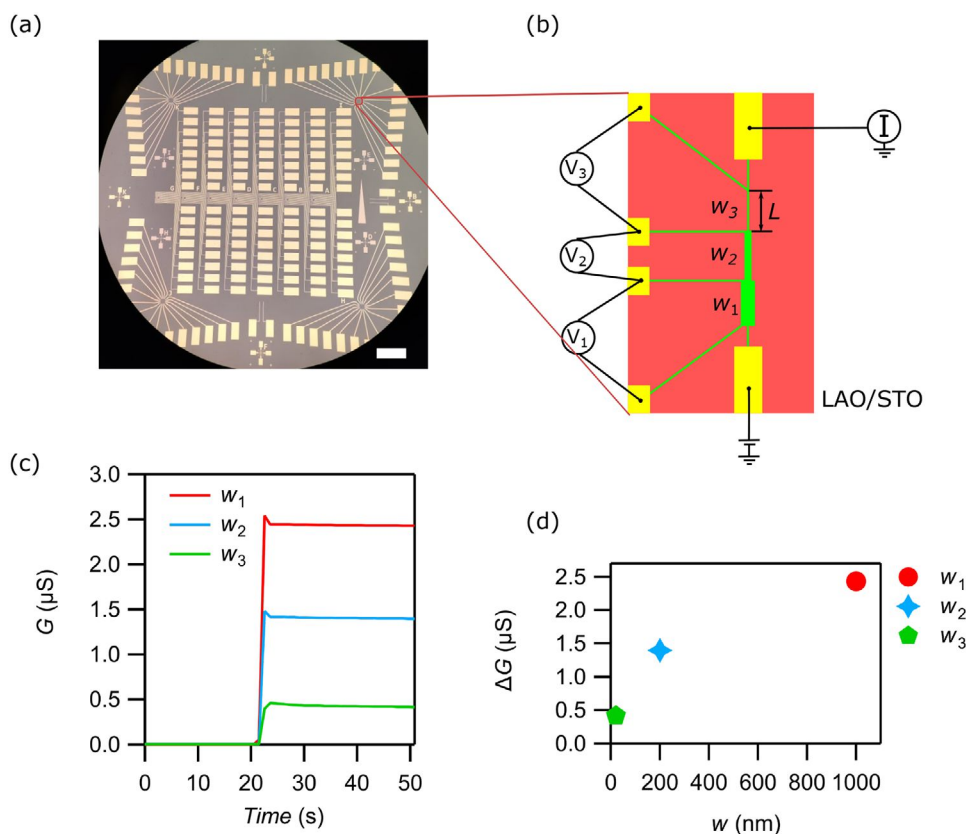 (a)
(b)
G F E D C B A
H
I
V₃
w₃
L
w₂
V₂
w₁
V₁
LAO/STO
(c)
3.0
2.5
2.0
1.5
1.0
0.5
0.0
G (µS)
w₁
w₂
w₃
0 10 20 30 40 50
Time (s)
(d)
2.5
2.0
1.5
1.0
0.5
0.0
ΔG (µS)
w₁
w₂
w₃
0 200 400 600 800 1000
w (nm)